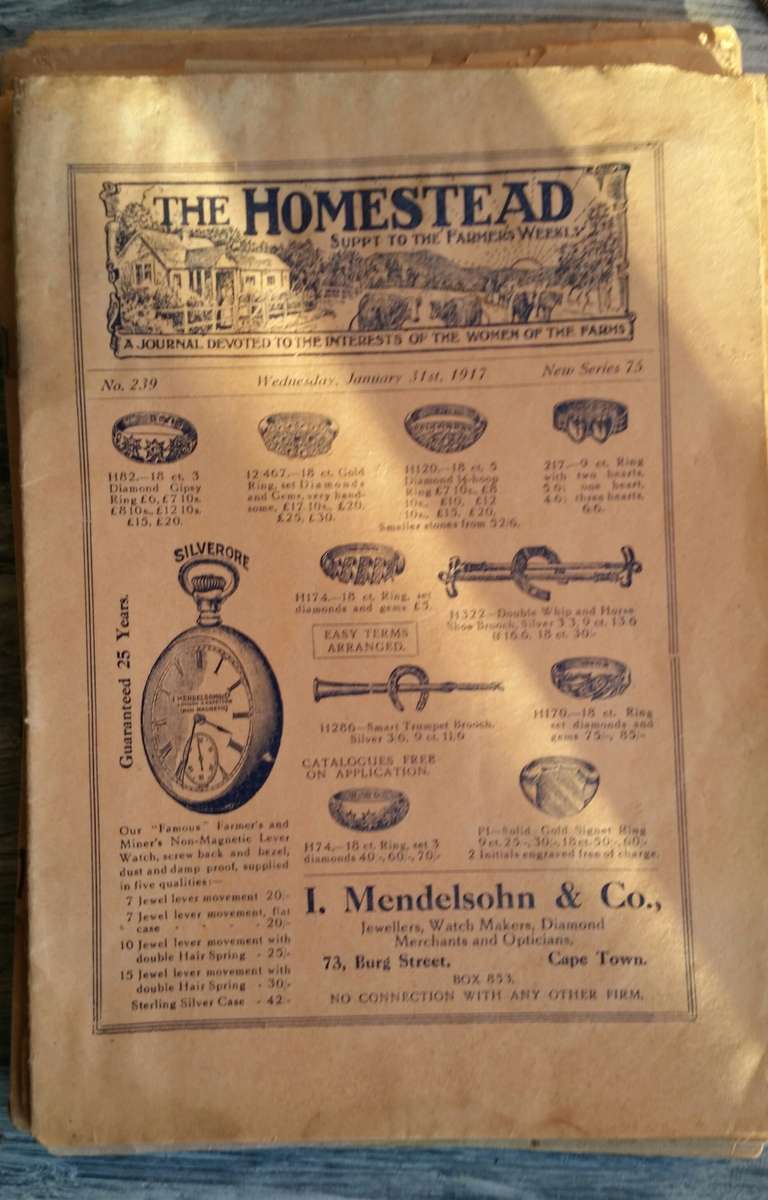 THE HOMESTEAD
SUPPT TO THE FARMER'S WEEKLY
A JOURNAL DEVOTED TO THE INTERESTS OF THE WOMEN OF THE FARMS
No. 239
Wednesday, January 31st, 1917
New Series 75
H82.—18 ct. 3
Diamond Gipsy
Ring £6, £7 10s.
£8 10s., £12 10s.
£15, £20.
12/467.—18 ct. Gold
Ring, set Diamonds
and Gems, very hand-
some, £17 10s., £20,
£25, £30.
H120.—18 ct. 5
Diamond ½-hoop
Ring £7 10s., £8
10s., £10, £12
10s., £15, £20.
Smaller stones from 52/6.
217.—9 ct. Ring
with two hearts,
5/6; one heart,
4/6; three hearts,
6/6.
SILVERORE
Guaranteed 25 Years.
I. MENDELSOHN
NON MAGNETIC
H174.—18 ct. Ring, set
diamonds and gems £5.
EASY TERMS
ARRANGED.
H322—Double Whip and Horse
Shoe Brooch, Silver 3/3, 9 ct. 13/6
15 ct. 18 ct. 30/-
H286—Smart Trumpet Brooch.
Silver 3/6, 9 ct. 11/6
H170.—18 ct. Ring
set diamonds and
gems 75/-, 85/-
CATALOGUES FREE
ON APPLICATION.
H74.—18 ct. Ring, set 3
diamonds 40/-, 60/-, 70/-
P1—Solid Gold Signet Ring
9 ct. 25/-, 30/-, 18 ct. 50/-, 60/-
2 Initials engraved free of charge.
Our "Famous" Farmer's and
Miner's Non-Magnetic Lever
Watch, screw back and bezel,
dust and damp proof, supplied
in five qualities:—
7 Jewel lever movement 20/-
7 Jewel lever movement, flat
case - - - - 20/-
10 Jewel lever movement with
double Hair Spring - 25/-
15 Jewel lever movement with
double Hair Spring - 30/-
Sterling Silver Case - 42/-
I. Mendelsohn & Co.,
Jewellers, Watch Makers, Diamond
Merchants and Opticians,
73, Burg Street. Cape Town.
BOX 853.
NO CONNECTION WITH ANY OTHER FIRM.